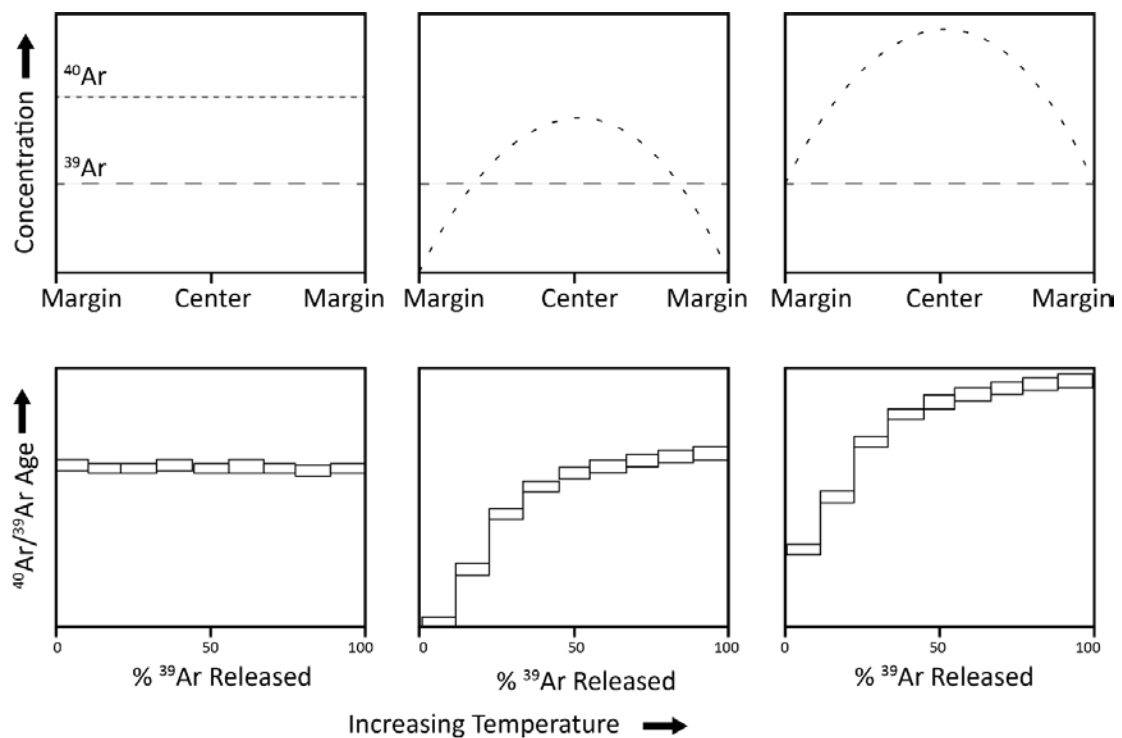 Concentration
⁴⁰Ar
³⁹Ar
Margin Center Margin
Margin Center Margin
Margin Center Margin
⁴⁰Ar/³⁹Ar Age
0 50 100
0 50 100
0 50 100
% ³⁹Ar Released
% ³⁹Ar Released
% ³⁹Ar Released
Increasing Temperature